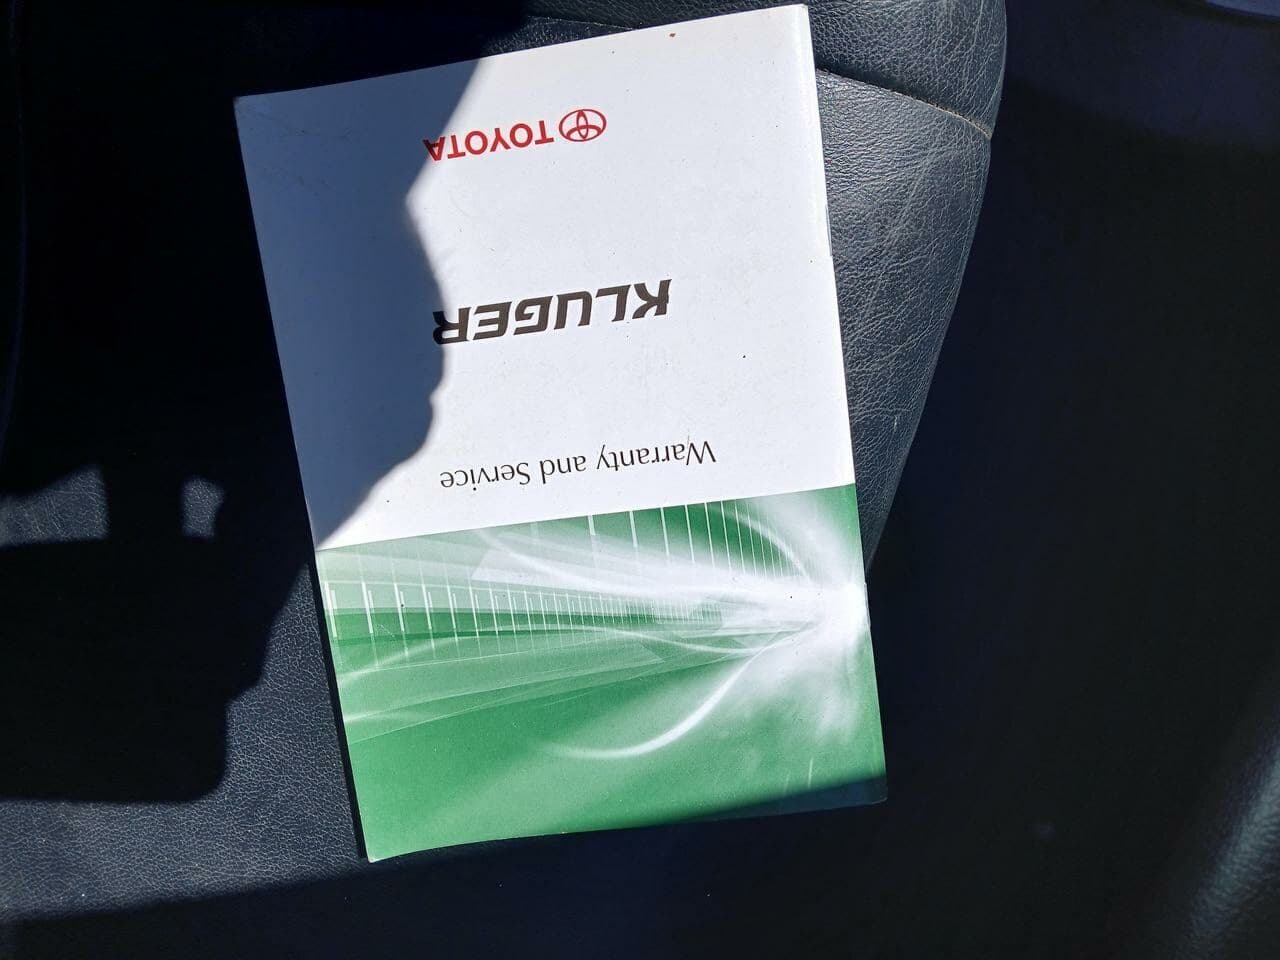 Warranty and Service
KLUGER
TOYOTA